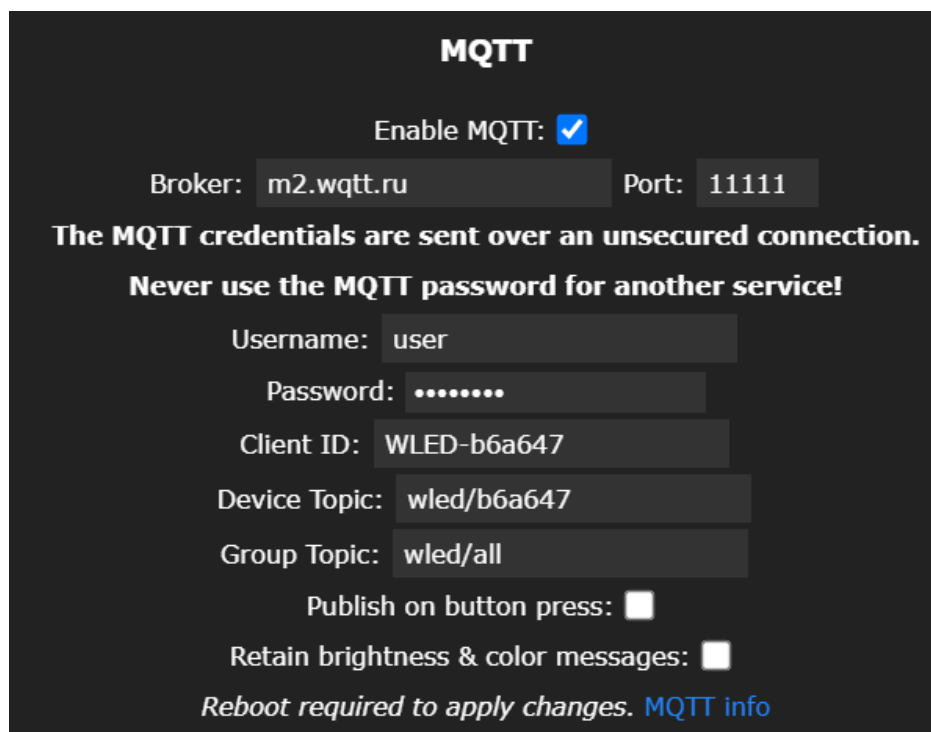 MQTT
Enable MQTT:
Broker: m2.wqtt.ru Port: 11111
The MQTT credentials are sent over an unsecured connection.
Never use the MQTT password for another service!
Username: user
Password: ••••••••
Client ID: WLED-b6a647
Device Topic: wled/b6a647
Group Topic: wled/all
Publish on button press:
Retain brightness & color messages:
Reboot required to apply changes. MQTT info